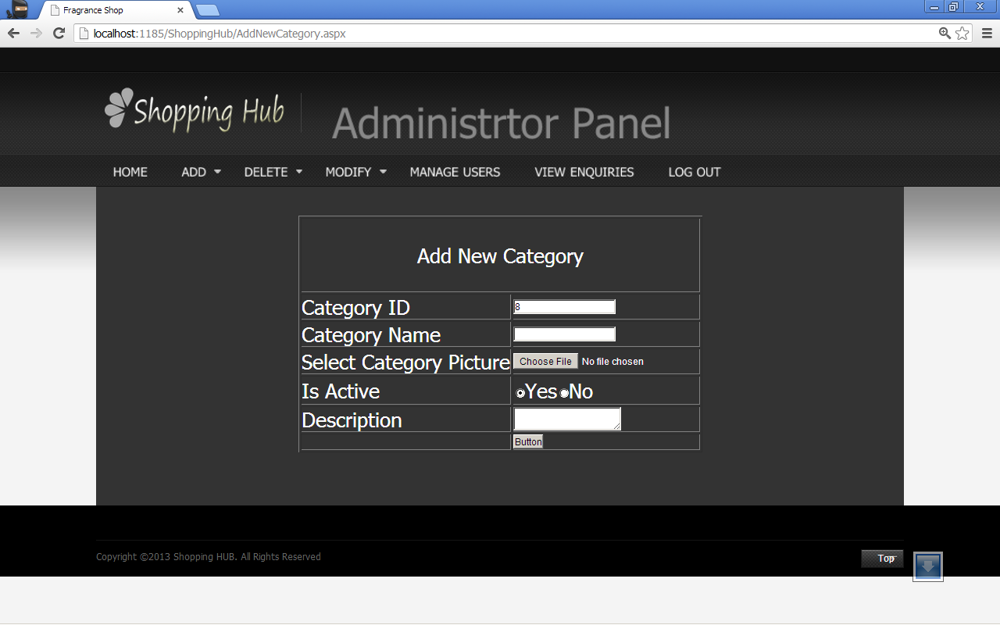 Fragrance Shop
localhost:1185/ShoppingHub/AddNewCategory.aspx
Shopping Hub
Administrtor Panel
HOME ADD DELETE MODIFY MANAGE USERS VIEW ENQUIRIES LOG OUT
Add New Category
Category ID 8
Category Name
Select Category Picture Choose File No file chosen
Is Active Yes No
Description
Button
Copyright ©2013 Shopping HUB. All Rights Reserved
Top